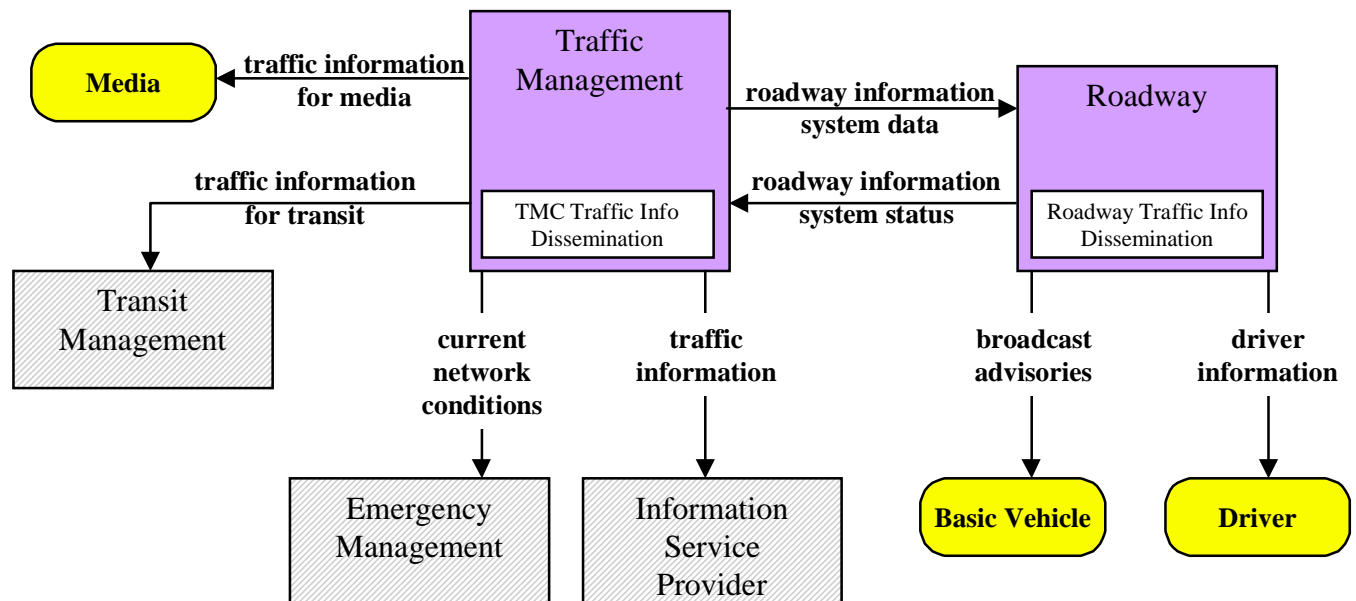 Traffic
Management
Media
traffic information
for media
roadway information
system data
Roadway
traffic information
for transit
TMC Traffic Info
Dissemination
roadway information
system status
Roadway Traffic Info
Dissemination
Transit
Management
current
network
conditions
traffic
information
broadcast
advisories
driver
information
Emergency
Management
Information
Service
Provider
Basic Vehicle
Driver